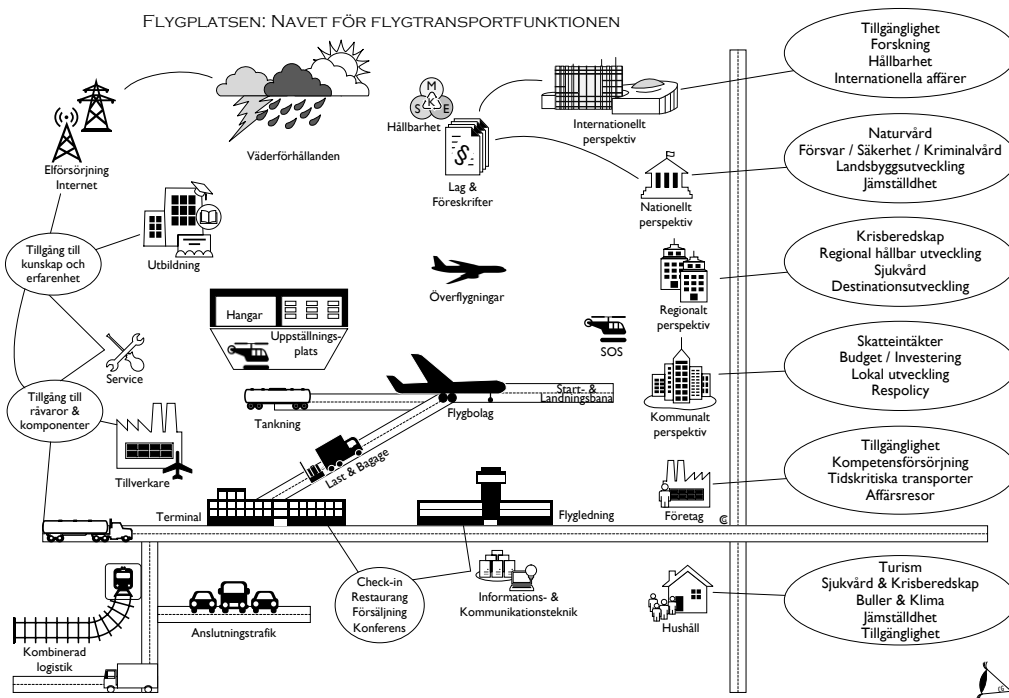 FLYGPLATSEN: NAVET FÖR FLYGTRANSPORTFUNKTIONEN
Tillgänglighet
Forskning
Hållbarhet
Internationella affärer
M
K
S
E
Hållbarhet
Internationellt
perspektiv
Väderförhållanden
Elförsörjning
Internet
§
Lag &
Föreskrifter
Naturvård
Försvar / Säkerhet / Kriminalvård
Landsbyggsutveckling
Jämställdhet
Nationellt
perspektiv
Tillgång till
kunskap och
erfarenhet
Utbildning
Krisberedskap
Regional hållbar utveckling
Sjukvård
Destinationsutveckling
Överflygningar
Regionalt
perspektiv
Hangar
Uppställnings-
plats
SOS
Service
Skatteintäkter
Budget / Investering
Lokal utveckling
Respolicy
Tillgång till
råvaror &
komponenter
Tankning
Flygbolag
Start- &
Landningsbana
Kommunalt
perspektiv
Last & Bagage
Tillverkare
Tillgänglighet
Kompetensförsörjning
Tidskritiska transporter
Affärsresor
Terminal
Flygledning
Företag
Check-in
Restaurang
Försäljning
Konferens
Informations- &
Kommunikationsteknik
Hushåll
Turism
Sjukvård & Krisberedskap
Buller & Klima
Jämställdhet
Tillgänglighet
Anslutningstrafik
Kombinerad
logistik